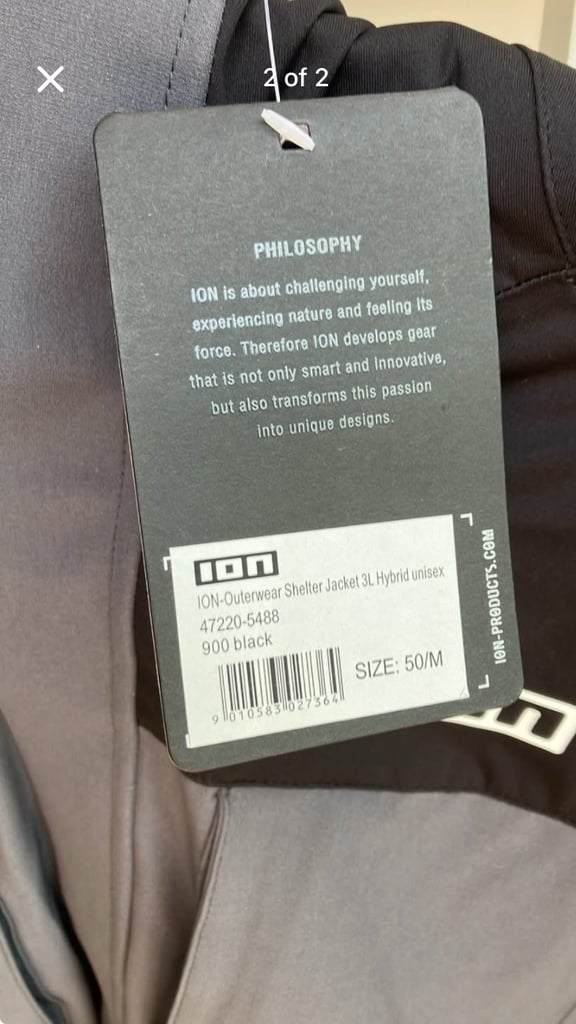 2 of 2
PHILOSOPHY
ION is about challenging yourself,
experiencing nature and feeling its
force. Therefore ION develops gear
that is not only smart and innovative,
but also transforms this passion
into unique designs.
ION
ION-Outerwear Shelter Jacket 3L Hybrid unisex
47220-5488
900 black
SIZE: 50/M
9 010583 027364
ION-PRODUCTS.COM